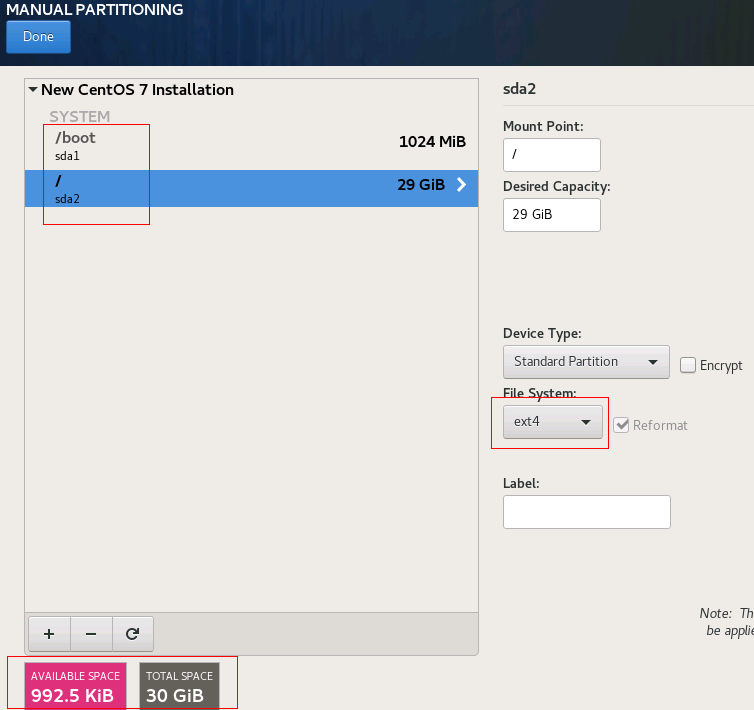 MANUAL PARTITIONING
Done
New CentOS 7 Installation
SYSTEM
/boot
sda1
1024 MiB
/
sda2
29 GiB
sda2
Mount Point:
/
Desired Capacity:
29 GiB
Device Type:
Standard Partition
Encrypt
File System:
ext4
Reformat
Label:
Note: Th
be applie
+ −
AVAILABLE SPACE
992.5 KiB
TOTAL SPACE
30 GiB